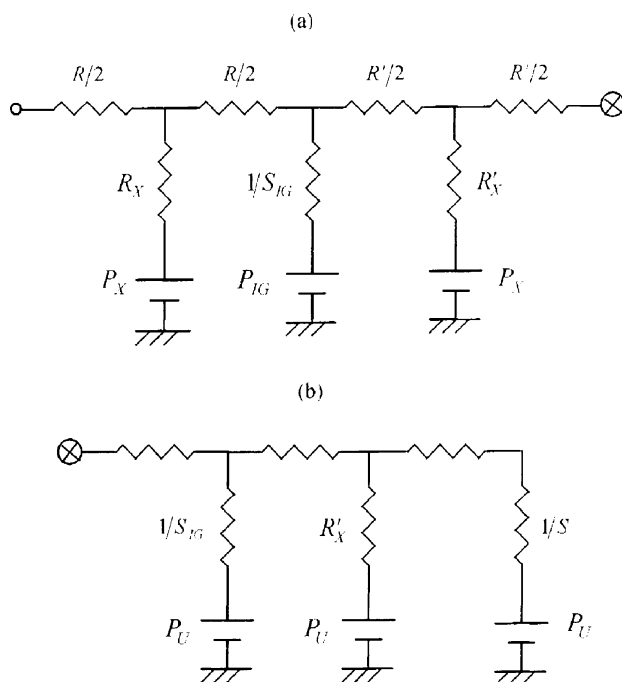 (a)
R/2 R/2 R'/2 R'/2
R_X 1/S_IG R'_X
P_X P_IG P_X
(b)
1/S_IG R'_X 1/S
P_U P_U P_U